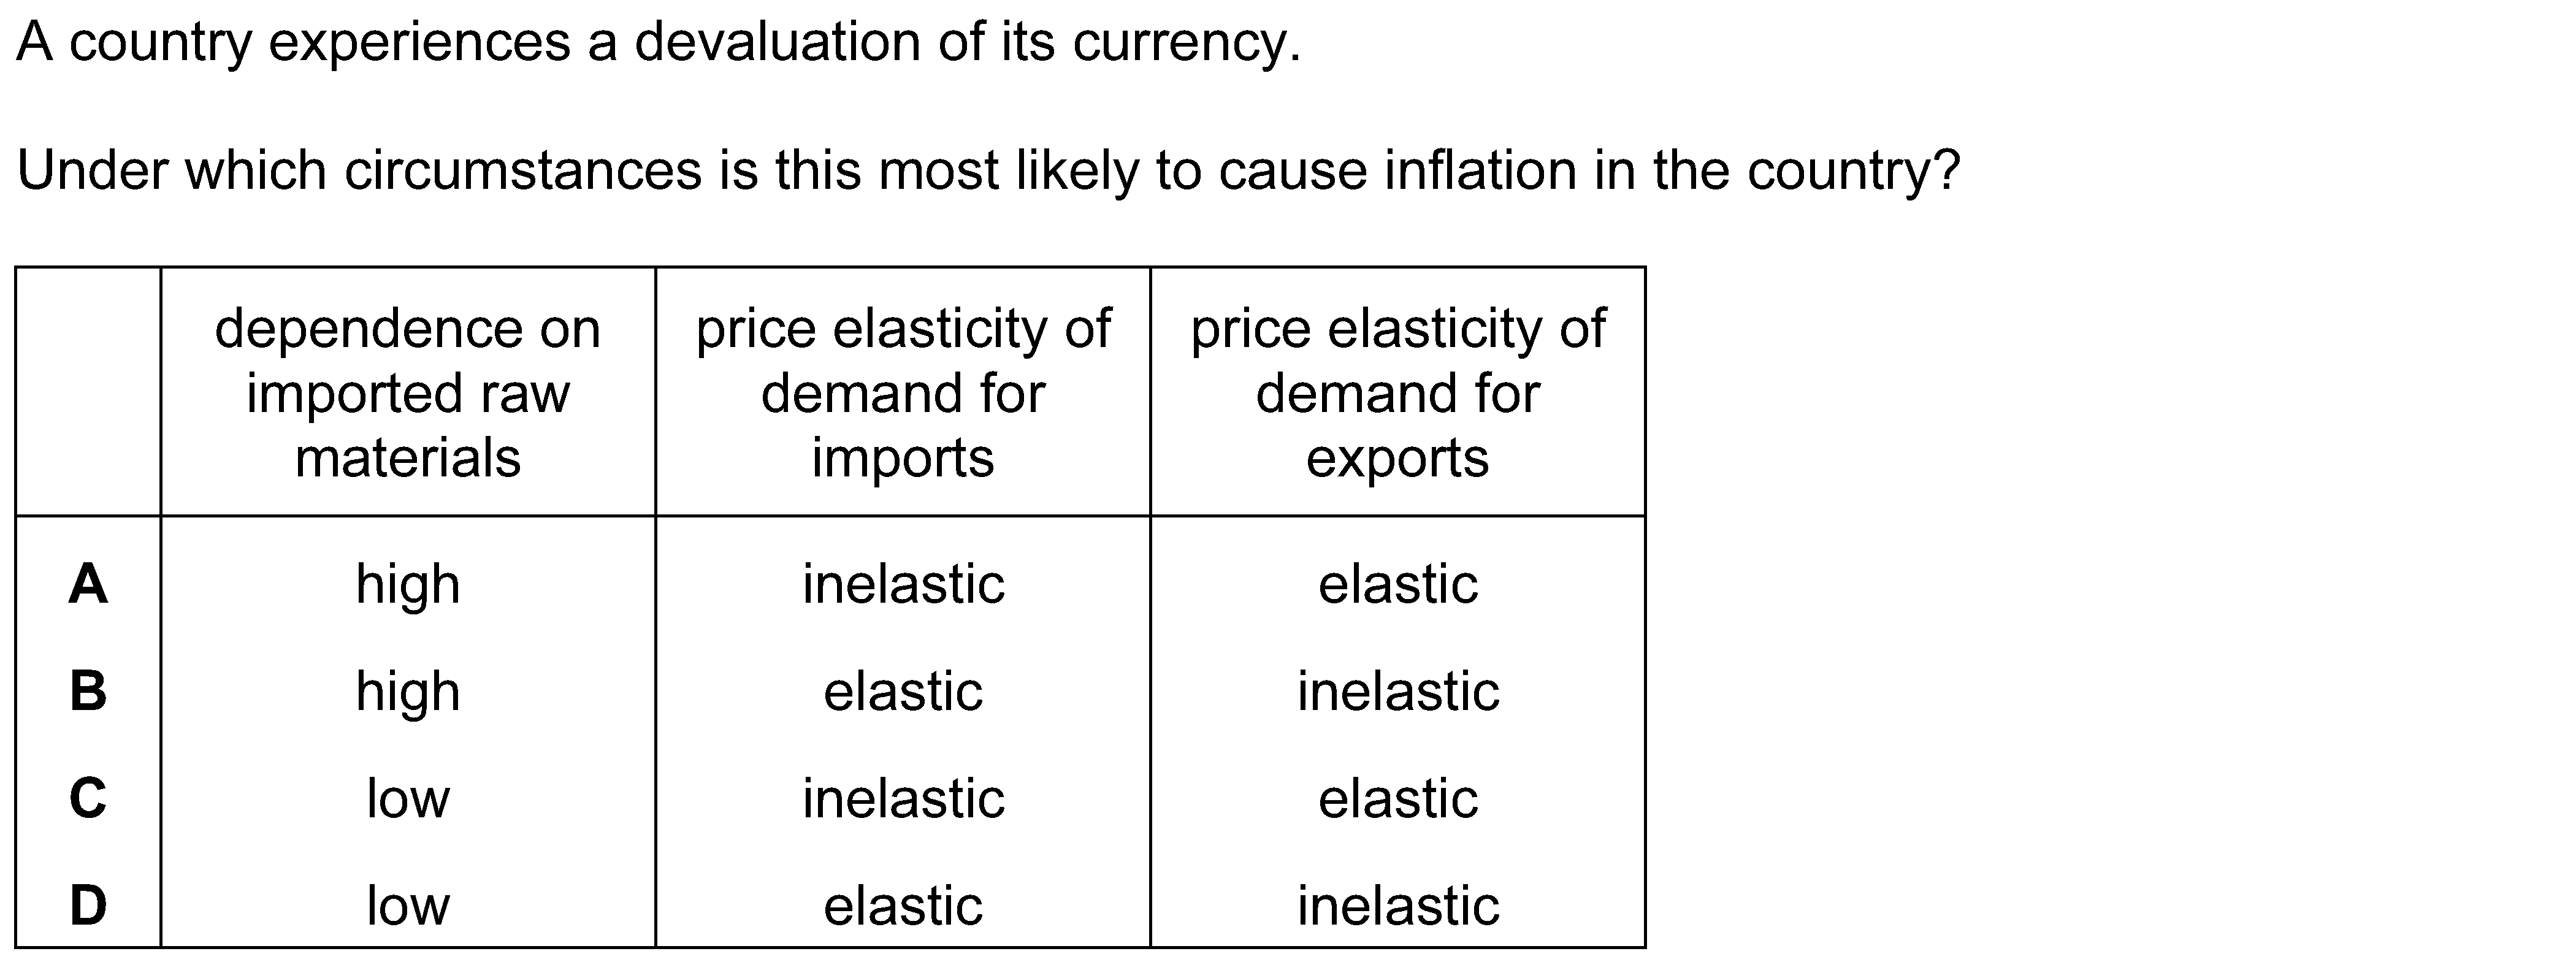 A country experiences a devaluation of its currency.
Under which circumstances is this most likely to cause inflation in the country?
dependence on imported raw materials
price elasticity of demand for imports
price elasticity of demand for exports
A high inelastic elastic
B high elastic inelastic
C low inelastic elastic
D low elastic inelastic